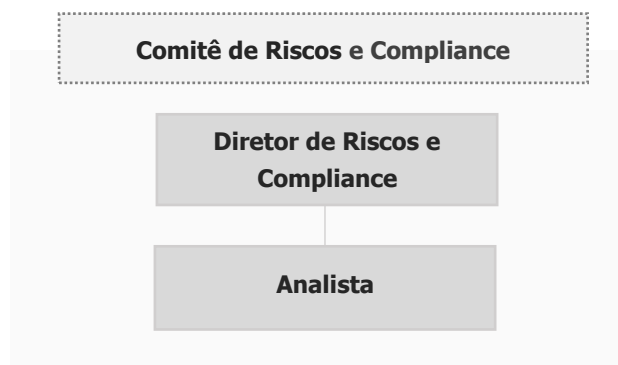 Comitê de Riscos e Compliance
Diretor de Riscos e
Compliance
Analista